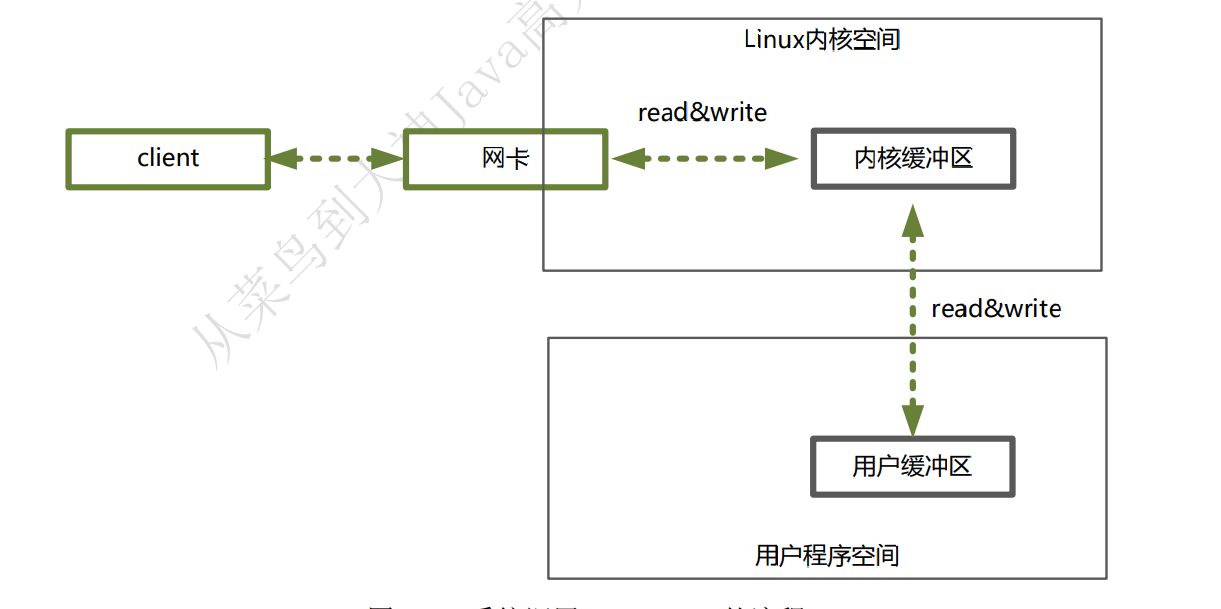 Linux内核空间
read&write
client
网卡
内核缓冲区
read&write
用户缓冲区
用户程序空间
从菜鸟到大神Java高